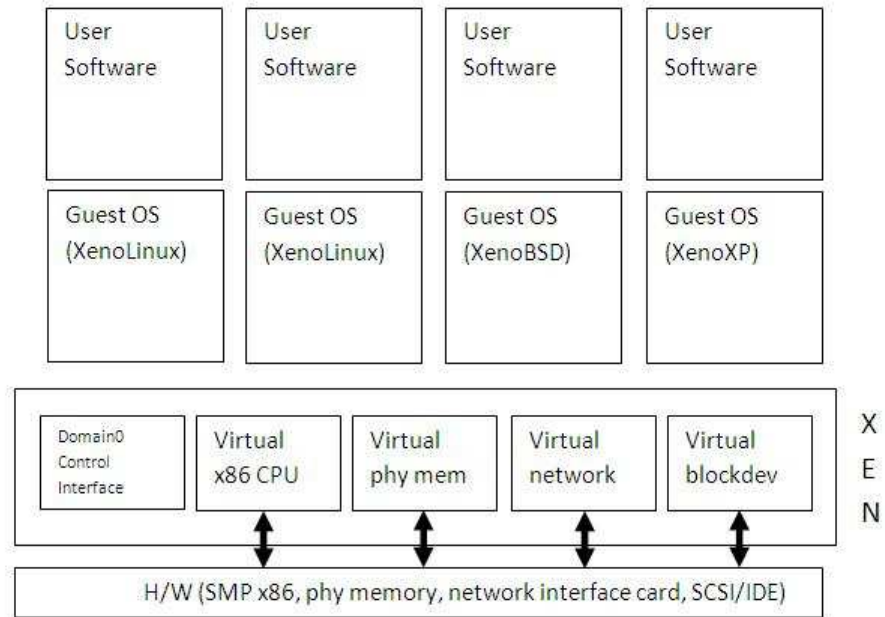 User
Software
User
Software
User
Software
User
Software
Guest OS
(XenoLinux)
Guest OS
(XenoLinux)
Guest OS
(XenoBSD)
Guest OS
(XenoXP)
Domain0
Control
Interface
Virtual
x86 CPU
Virtual
phy mem
Virtual
network
Virtual
blockdev
X
E
N
H/W (SMP x86, phy memory, network interface card, SCSI/IDE)